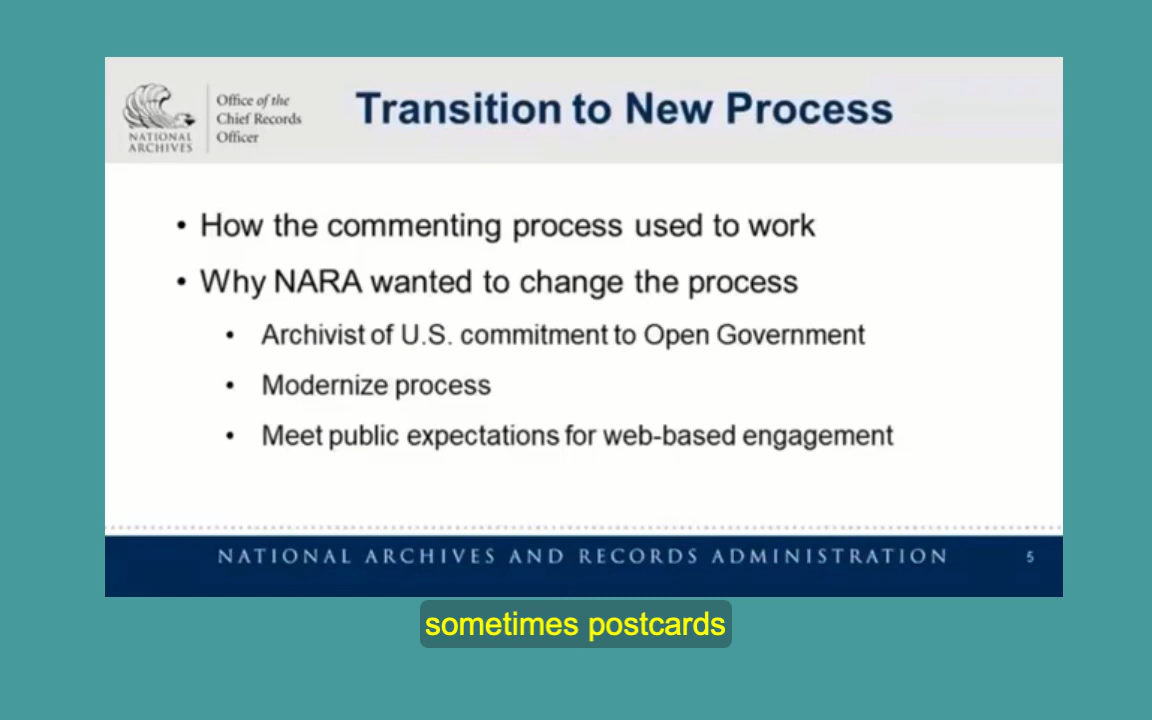 NATIONAL
ARCHIVES
Office of the
Chief Records
Officer
Transition to New Process
• How the commenting process used to work
• Why NARA wanted to change the process
• Archivist of U.S. commitment to Open Government
• Modernize process
• Meet public expectations for web-based engagement
NATIONAL ARCHIVES AND RECORDS ADMINISTRATION
5
sometimes postcards